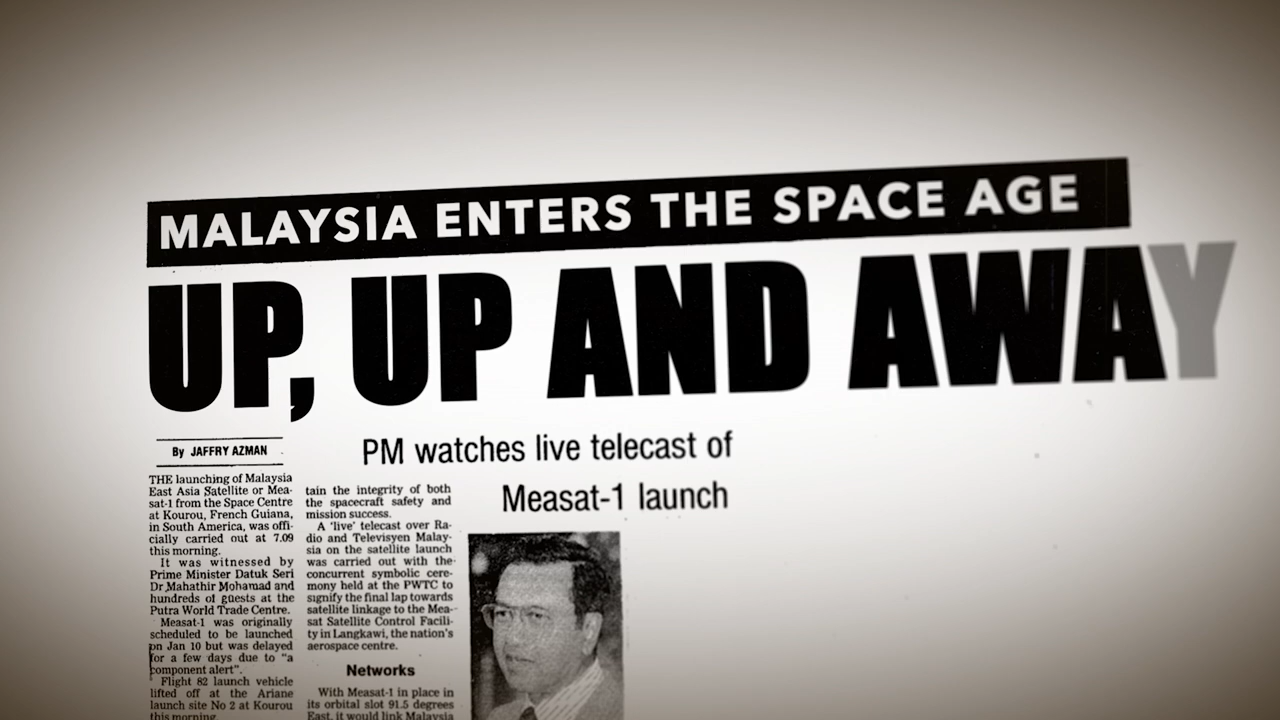 MALAYSIA ENTERS THE SPACE AGE
UP, UP AND AWAY
PM watches live telecast of
Measat-1 launch
By JAFFRY AZMAN
THE launching of Malaysia
East Asia Satellite or Mea-
sat-1 from the Space Centre
at Kourou, French Guiana,
in South America, was offi-
cially carried out at 7.09
this morning.
It was witnessed by
Prime Minister Datuk Seri
Dr Mahathir Mohamad and
hundreds of guests at the
Putra World Trade Centre.
Measat-1 was originally
scheduled to be launched
on Jan 10 but was delayed
for a few days due to "a
component alert".
Flight 82 launch vehicle
lifted off at the Ariane
launch site No 2 at Kourou
this morning
tain the integrity of both
the spacecraft safety and
mission success.
A 'live' telecast over Ra-
dio and Televisyen Malay-
sia on the satellite launch
was carried out with the
concurrent symbolic cere-
mony held at the PWTC to
signify the final lap towards
satellite linkage to the Mea-
sat Satellite Control Facili-
ty in Langkawi, the nation's
aerospace centre.
Networks
With Measat-1 in place in
its orbital slot 91.5 degrees
East, it would link Malaysia